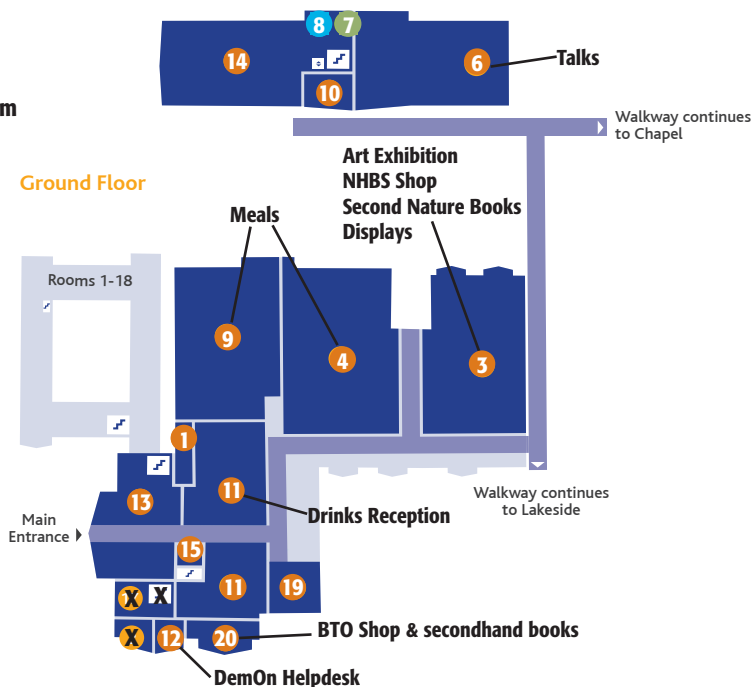 8
7
14
6
Talks
10
m
Walkway continues
to Chapel
Art Exhibition
NHBS Shop
Second Nature Books
Displays
Ground Floor
Meals
Rooms 1-18
9
4
3
1
13
11
Drinks Reception
Walkway continues
to Lakeside
Main
Entrance
15
11
19
X
X
X
12
20
BTO Shop & secondhand books
DemOn Helpdesk